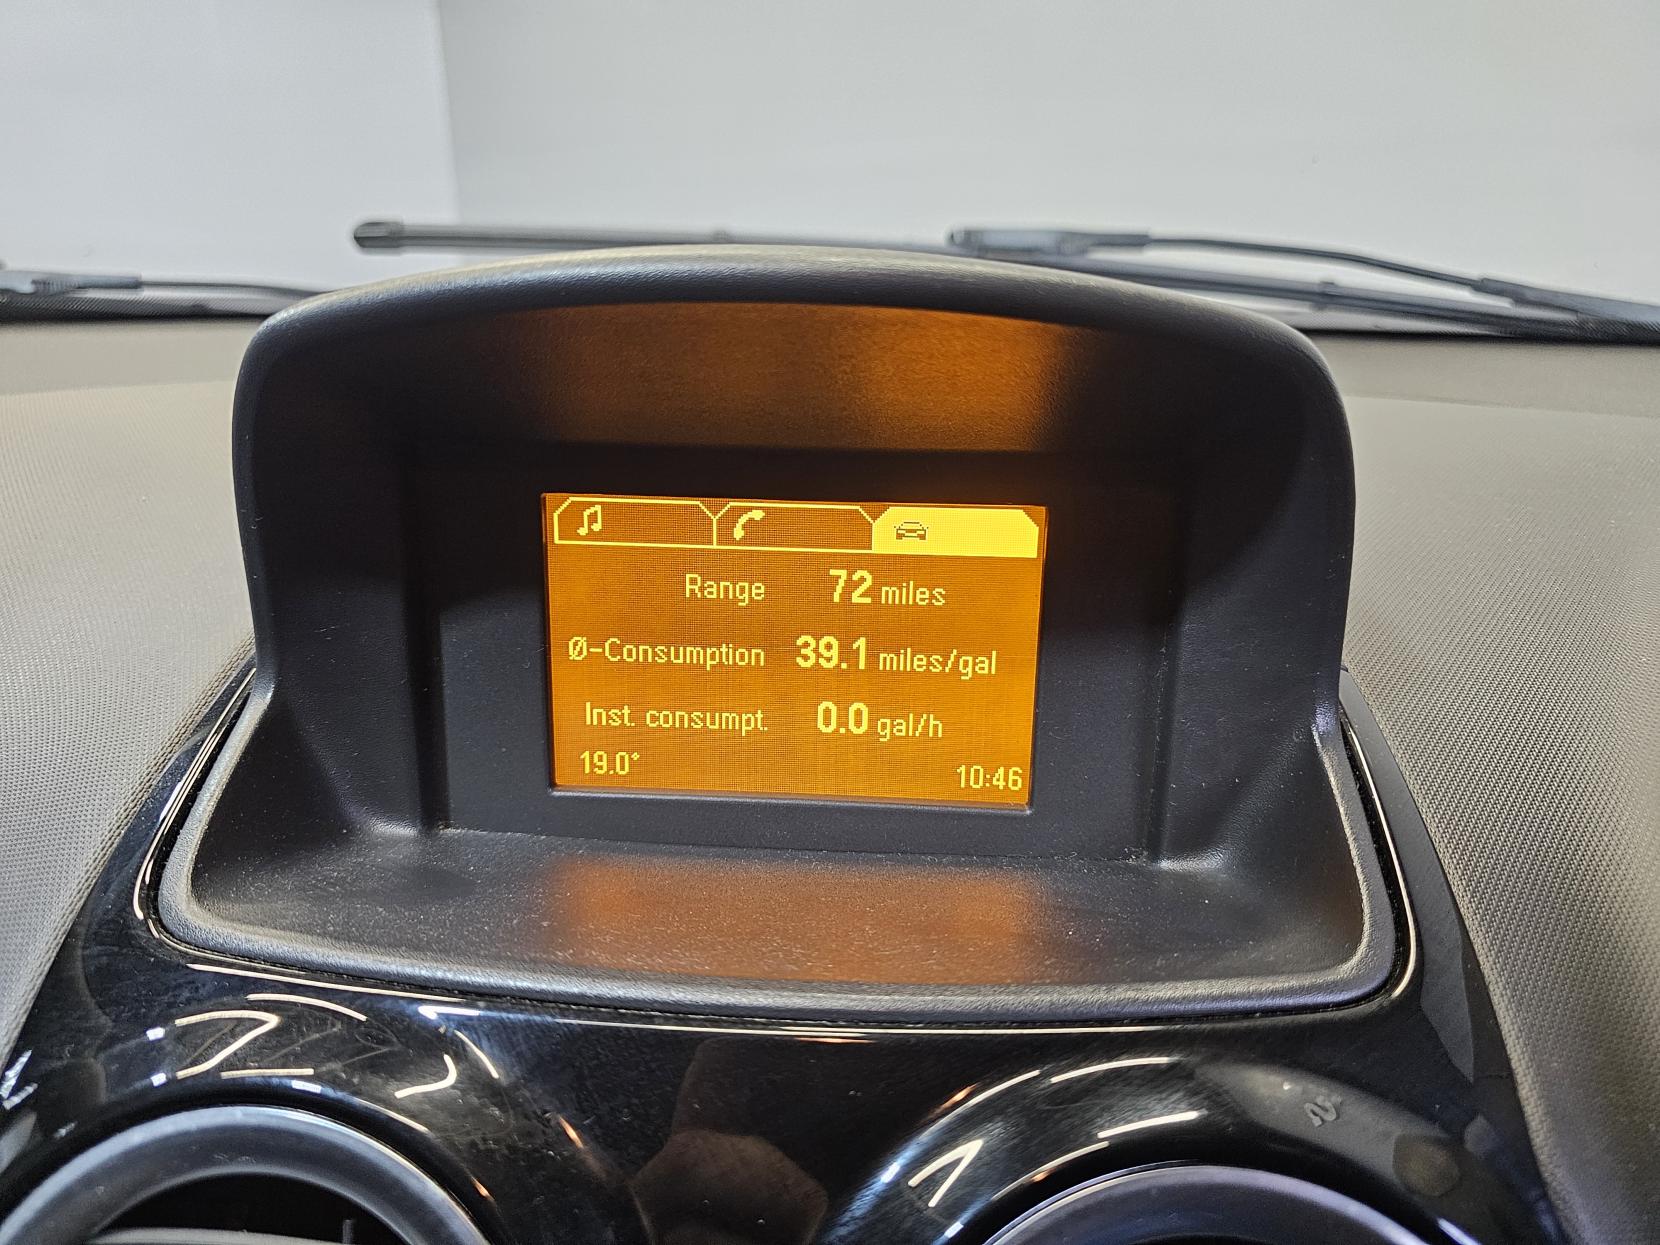 Range 72 miles
Ø-Consumption 39.1 miles/gal
Inst. consumpt. 0.0 gal/h
19.0° 10:46